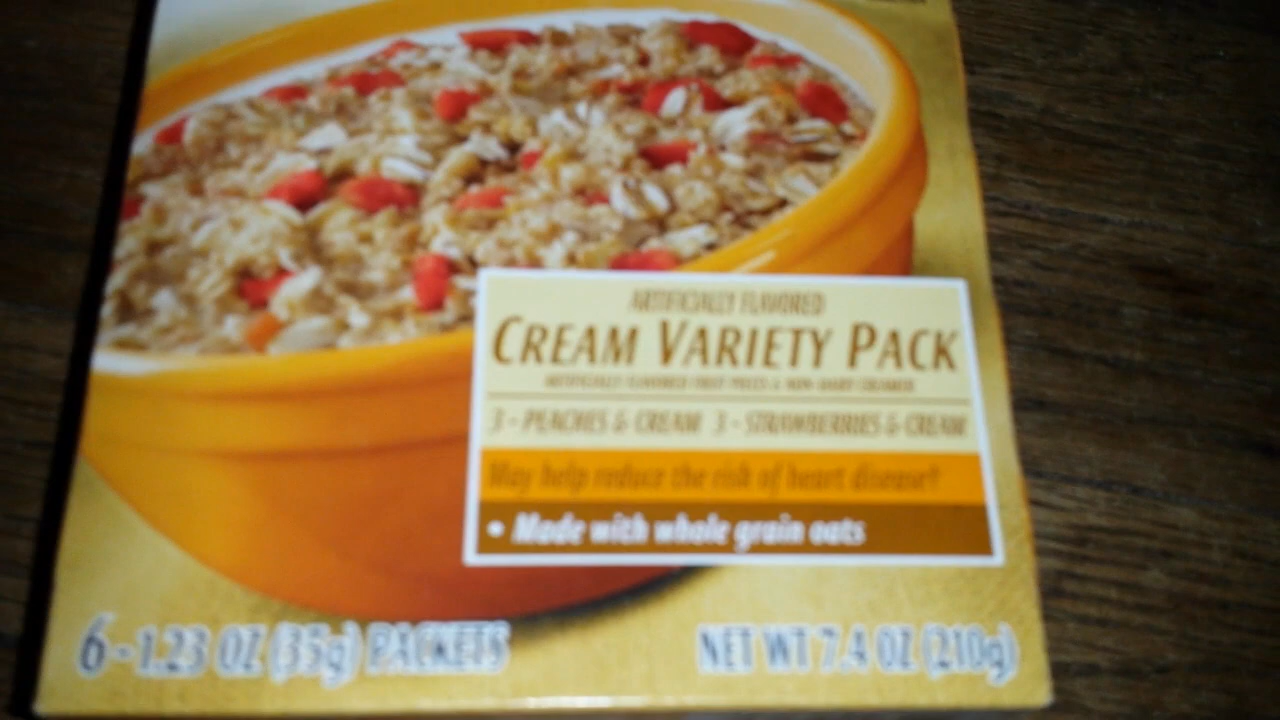 ARTIFICIALLY FLAVORED
CREAM VARIETY PACK
ARTIFICIALLY FLAVORED FRUIT PIECES & NON-DAIRY CREAMER
3 - PEACHES & CREAM 3 - STRAWBERRIES & CREAM
May help reduce the risk of heart disease†
• Made with whole grain oats
6-1.23 OZ (35g) PACKETS
NET WT 7.4 OZ (210g)